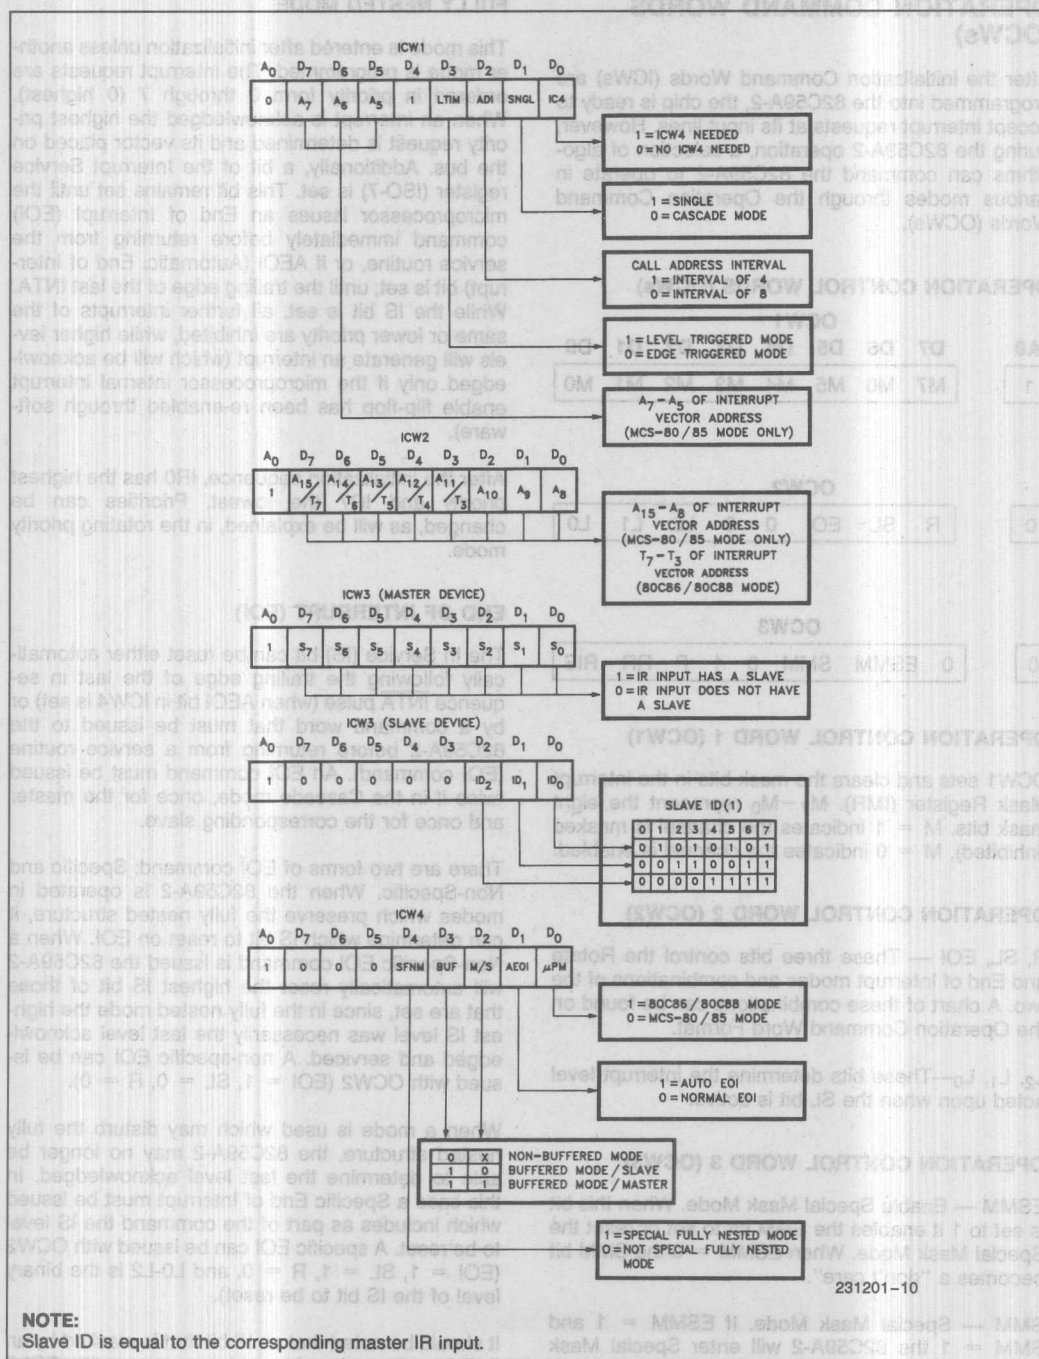 ICW1
A0 D7 D6 D5 D4 D3 D2 D1 D0
0 A7 A6 A5 1 LTIM ADI SNGL IC4
1 = ICW4 NEEDED
0 = NO ICW4 NEEDED
1 = SINGLE
0 = CASCADE MODE
CALL ADDRESS INTERVAL
1 = INTERVAL OF 4
0 = INTERVAL OF 8
1 = LEVEL TRIGGERED MODE
0 = EDGE TRIGGERED MODE
A7 – A5 OF INTERRUPT
VECTOR ADDRESS
(MCS-80/85 MODE ONLY)
ICW2
A0 D7 D6 D5 D4 D3 D2 D1 D0
1 A15/T7 A14/T6 A13/T5 A12/T4 A11/T3 A10 A9 A8
A15 – A8 OF INTERRUPT
VECTOR ADDRESS
(MCS-80/85 MODE ONLY)
T7 – T3 OF INTERRUPT
VECTOR ADDRESS
(80C86/80C88 MODE)
ICW3 (MASTER DEVICE)
A0 D7 D6 D5 D4 D3 D2 D1 D0
1 S7 S6 S5 S4 S3 S2 S1 S0
1 = IR INPUT HAS A SLAVE
0 = IR INPUT DOES NOT HAVE
A SLAVE
ICW3 (SLAVE DEVICE)
A0 D7 D6 D5 D4 D3 D2 D1 D0
1 0 0 0 0 0 ID2 ID1 ID0
SLAVE ID(1)
0 1 2 3 4 5 6 7
0 1 0 1 0 1 0 1
0 0 1 1 0 0 1 1
0 0 0 0 1 1 1 1
ICW4
A0 D7 D6 D5 D4 D3 D2 D1 D0
1 0 0 0 SFNM BUF M/S AEOI μPM
1 = 80C86/80C88 MODE
0 = MCS-80/85 MODE
1 = AUTO EOI
0 = NORMAL EOI
0 X NON-BUFFERED MODE
1 0 BUFFERED MODE/SLAVE
1 1 BUFFERED MODE/MASTER
1 = SPECIAL FULLY NESTED MODE
0 = NOT SPECIAL FULLY NESTED
MODE
231201-10
NOTE:
Slave ID is equal to the corresponding master IR input.